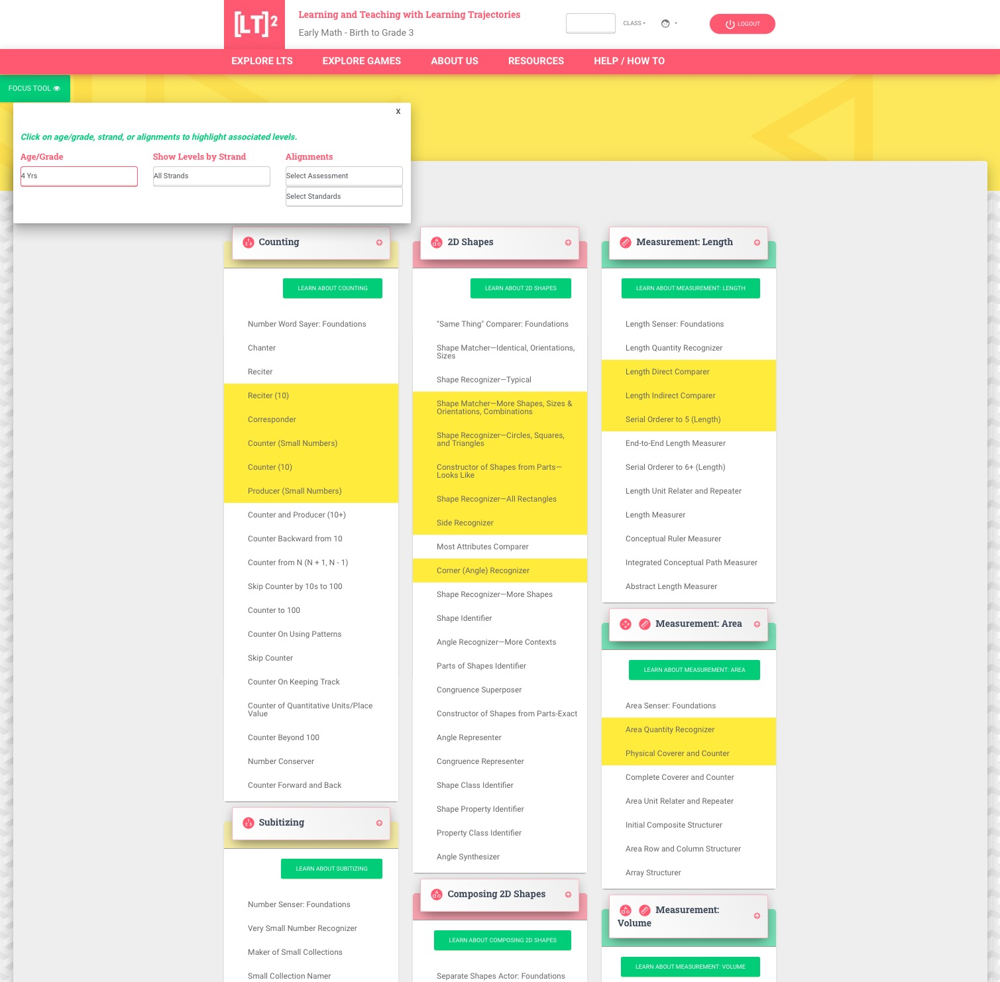 [LT]²
Learning and Teaching with Learning Trajectories
Early Math - Birth to Grade 3
CLASS
LOGOUT
EXPLORE LTS
EXPLORE GAMES
ABOUT US
RESOURCES
HELP / HOW TO
FOCUS TOOL
X
Click on age/grade, strand, or alignments to highlight associated levels.
Age/Grade
4 Yrs
Show Levels by Strand
All Strands
Alignments
Select Assessment
Select Standards
Counting
LEARN ABOUT COUNTING
Number Word Sayer: Foundations
Chanter
Reciter
Reciter (10)
Corresponder
Counter (Small Numbers)
Counter (10)
Producer (Small Numbers)
Counter and Producer (10+)
Counter Backward from 10
Counter from N (N + 1, N - 1)
Skip Counter by 10s to 100
Counter to 100
Counter On Using Patterns
Skip Counter
Counter On Keeping Track
Counter of Quantitative Units/Place
Value
Counter Beyond 100
Number Conserver
Counter Forward and Back
Subitizing
LEARN ABOUT SUBITIZING
Number Senser: Foundations
Very Small Number Recognizer
Maker of Small Collections
Small Collection Namer
2D Shapes
LEARN ABOUT 2D SHAPES
"Same Thing" Comparer: Foundations
Shape Matcher—Identical, Orientations,
Sizes
Shape Recognizer—Typical
Shape Matcher—More Shapes, Sizes &
Orientations, Combinations
Shape Recognizer—Circles, Squares,
and Triangles
Constructor of Shapes from Parts—
Looks Like
Shape Recognizer—All Rectangles
Side Recognizer
Most Attributes Comparer
Corner (Angle) Recognizer
Shape Recognizer—More Shapes
Shape Identifier
Angle Recognizer—More Contexts
Parts of Shapes Identifier
Congruence Superposer
Constructor of Shapes from Parts-Exact
Angle Representer
Congruence Representer
Shape Class Identifier
Shape Property Identifier
Property Class Identifier
Angle Synthesizer
Composing 2D Shapes
LEARN ABOUT COMPOSING 2D SHAPES
Separate Shapes Actor: Foundations
Measurement: Length
LEARN ABOUT MEASUREMENT: LENGTH
Length Senser: Foundations
Length Quantity Recognizer
Length Direct Comparer
Length Indirect Comparer
Serial Orderer to 5 (Length)
End-to-End Length Measurer
Serial Orderer to 6+ (Length)
Length Unit Relater and Repeater
Length Measurer
Conceptual Ruler Measurer
Integrated Conceptual Path Measurer
Abstract Length Measurer
Measurement: Area
LEARN ABOUT MEASUREMENT: AREA
Area Senser: Foundations
Area Quantity Recognizer
Physical Coverer and Counter
Complete Coverer and Counter
Area Unit Relater and Repeater
Initial Composite Structurer
Area Row and Column Structurer
Array Structurer
Measurement:
Volume
LEARN ABOUT MEASUREMENT: VOLUME